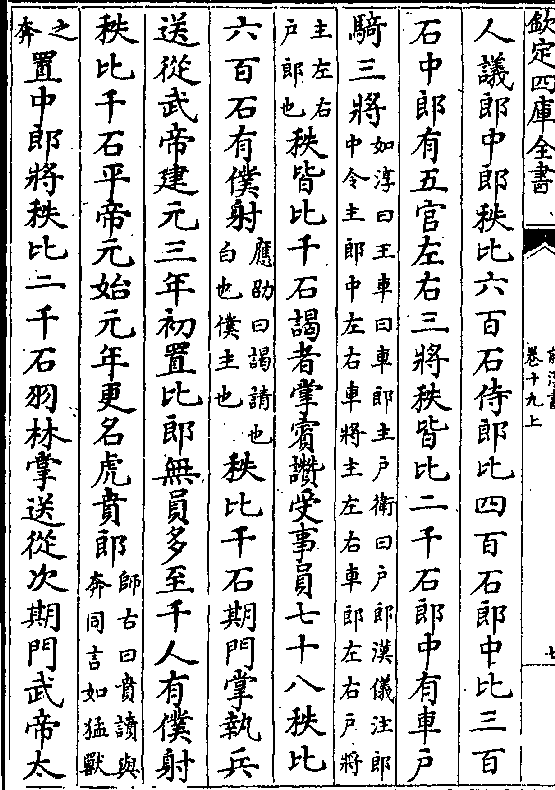 欽定四庫全書
前漢書
卷十九上
七
人議郎中郎秩比六百石侍郎比四百石郎中比三百
石中郎有五官左右三將秩皆比二千石郎中有車户
騎三將如淳曰主車曰車郎主户衛曰户郎漢儀注郎中令主郎中左右車將主左右車郎左右户將
主左右户郎也秩皆比千石謁者掌賓讚受事員七十八秩比
六百石有僕射應劭曰謁請也白也僕主也秩比千石期門掌執兵
送從武帝建元三年初置比郎無員多至千人有僕射
秩比千石平帝元始元年更名虎賁郎師古曰賁讀與奔同言如猛獸
之奔置中郎將秩比二千石羽林掌送從次期門武帝太